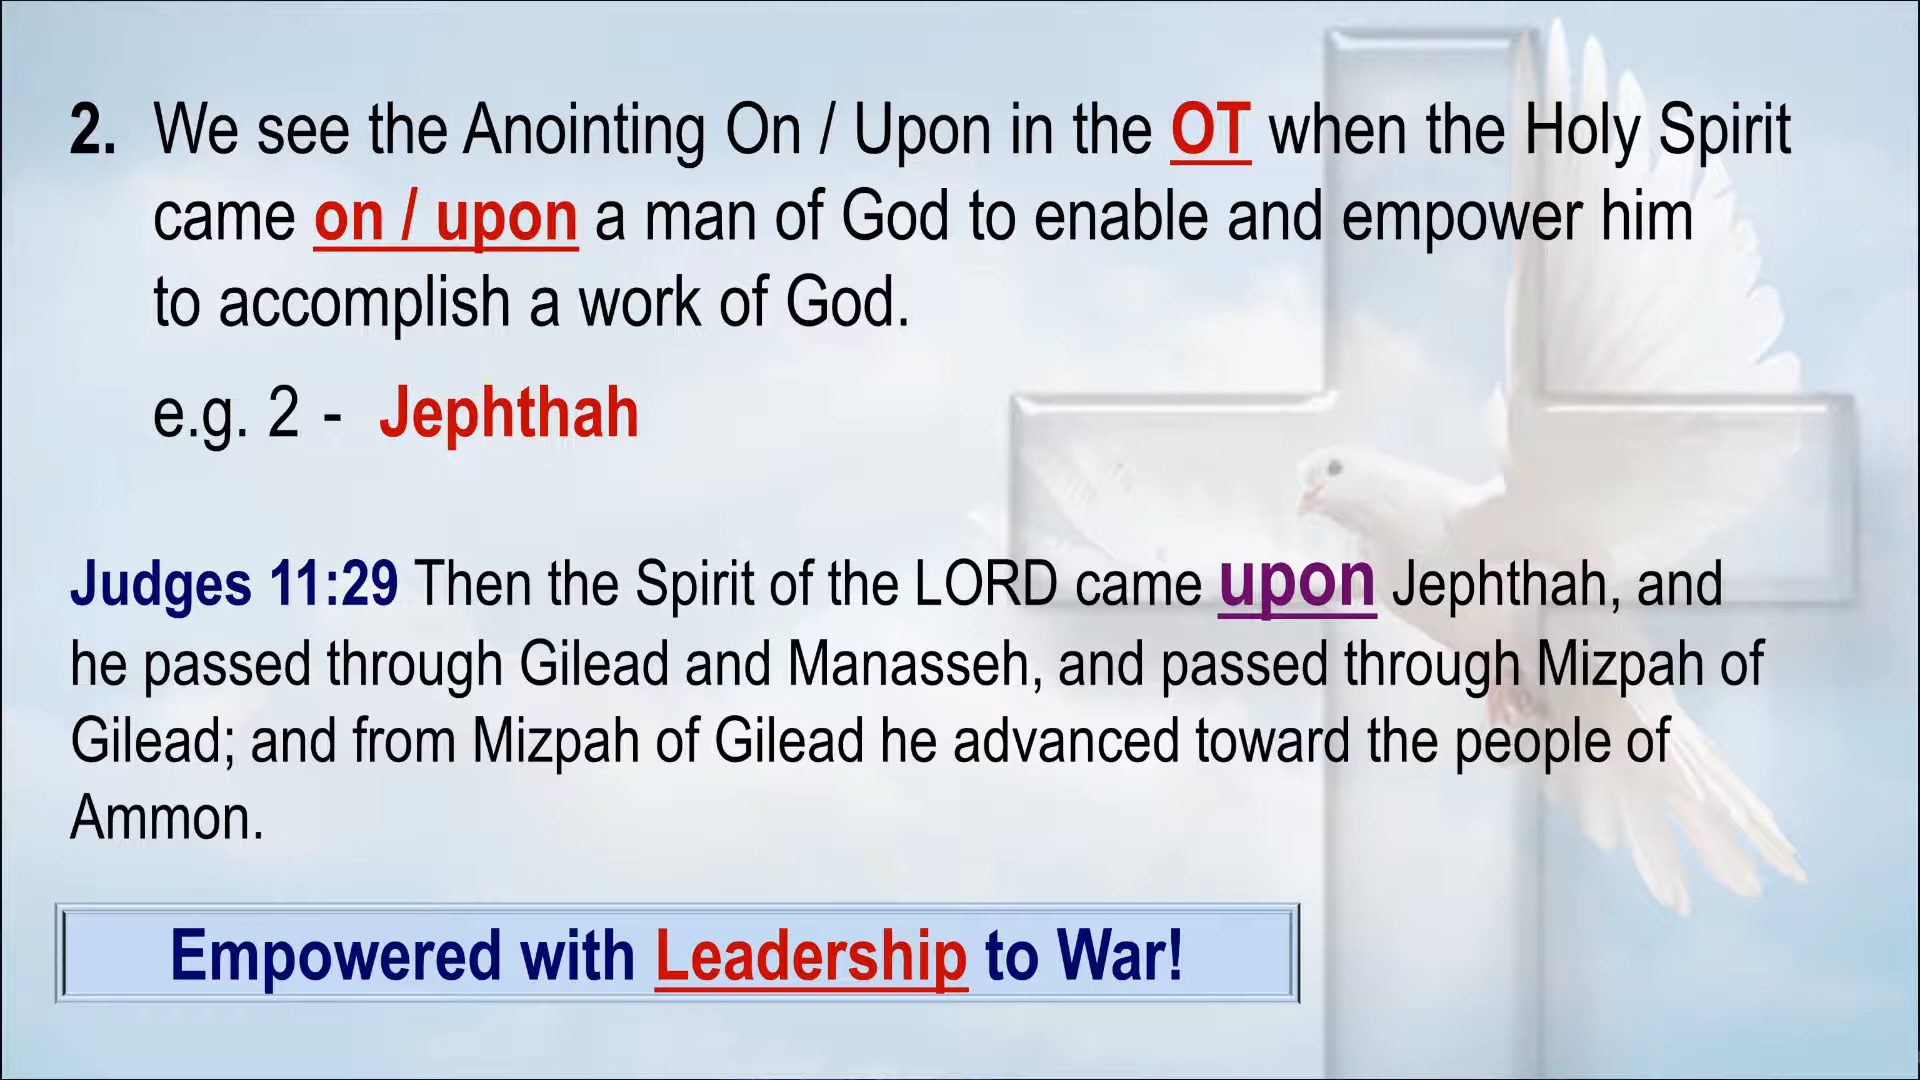 2. We see the Anointing On / Upon in the OT when the Holy Spirit
came on / upon a man of God to enable and empower him
to accomplish a work of God.
e.g. 2 - Jephthah
Judges 11:29 Then the Spirit of the LORD came upon Jephthah, and
he passed through Gilead and Manasseh, and passed through Mizpah of
Gilead; and from Mizpah of Gilead he advanced toward the people of
Ammon.
Empowered with Leadership to War!